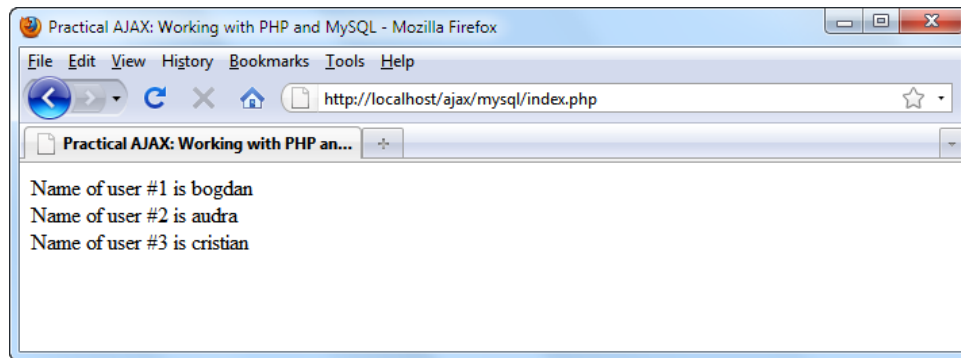 Practical AJAX: Working with PHP and MySQL - Mozilla Firefox
File Edit View History Bookmarks Tools Help
http://localhost/ajax/mysql/index.php
Practical AJAX: Working with PHP an...
Name of user #1 is bogdan
Name of user #2 is audra
Name of user #3 is cristian